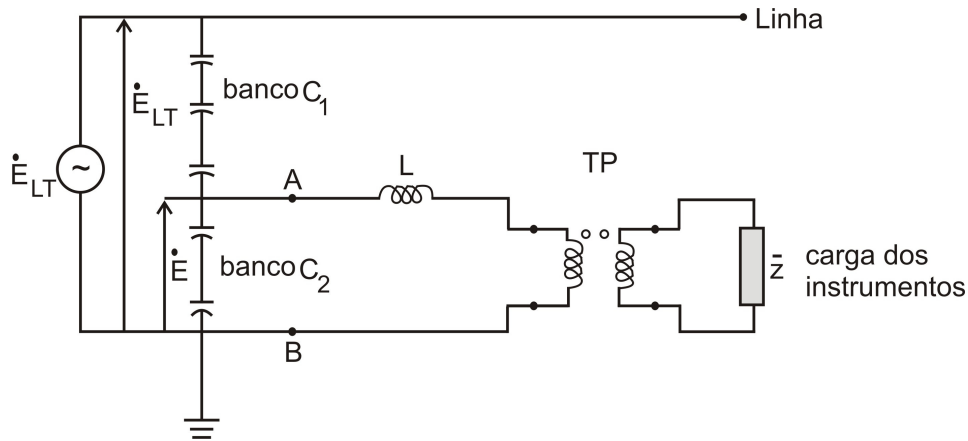 Linha
banco C1
ĖLT
ĖLT
A
L
TP
Ė
banco C2
z̄
carga dos
instrumentos
B